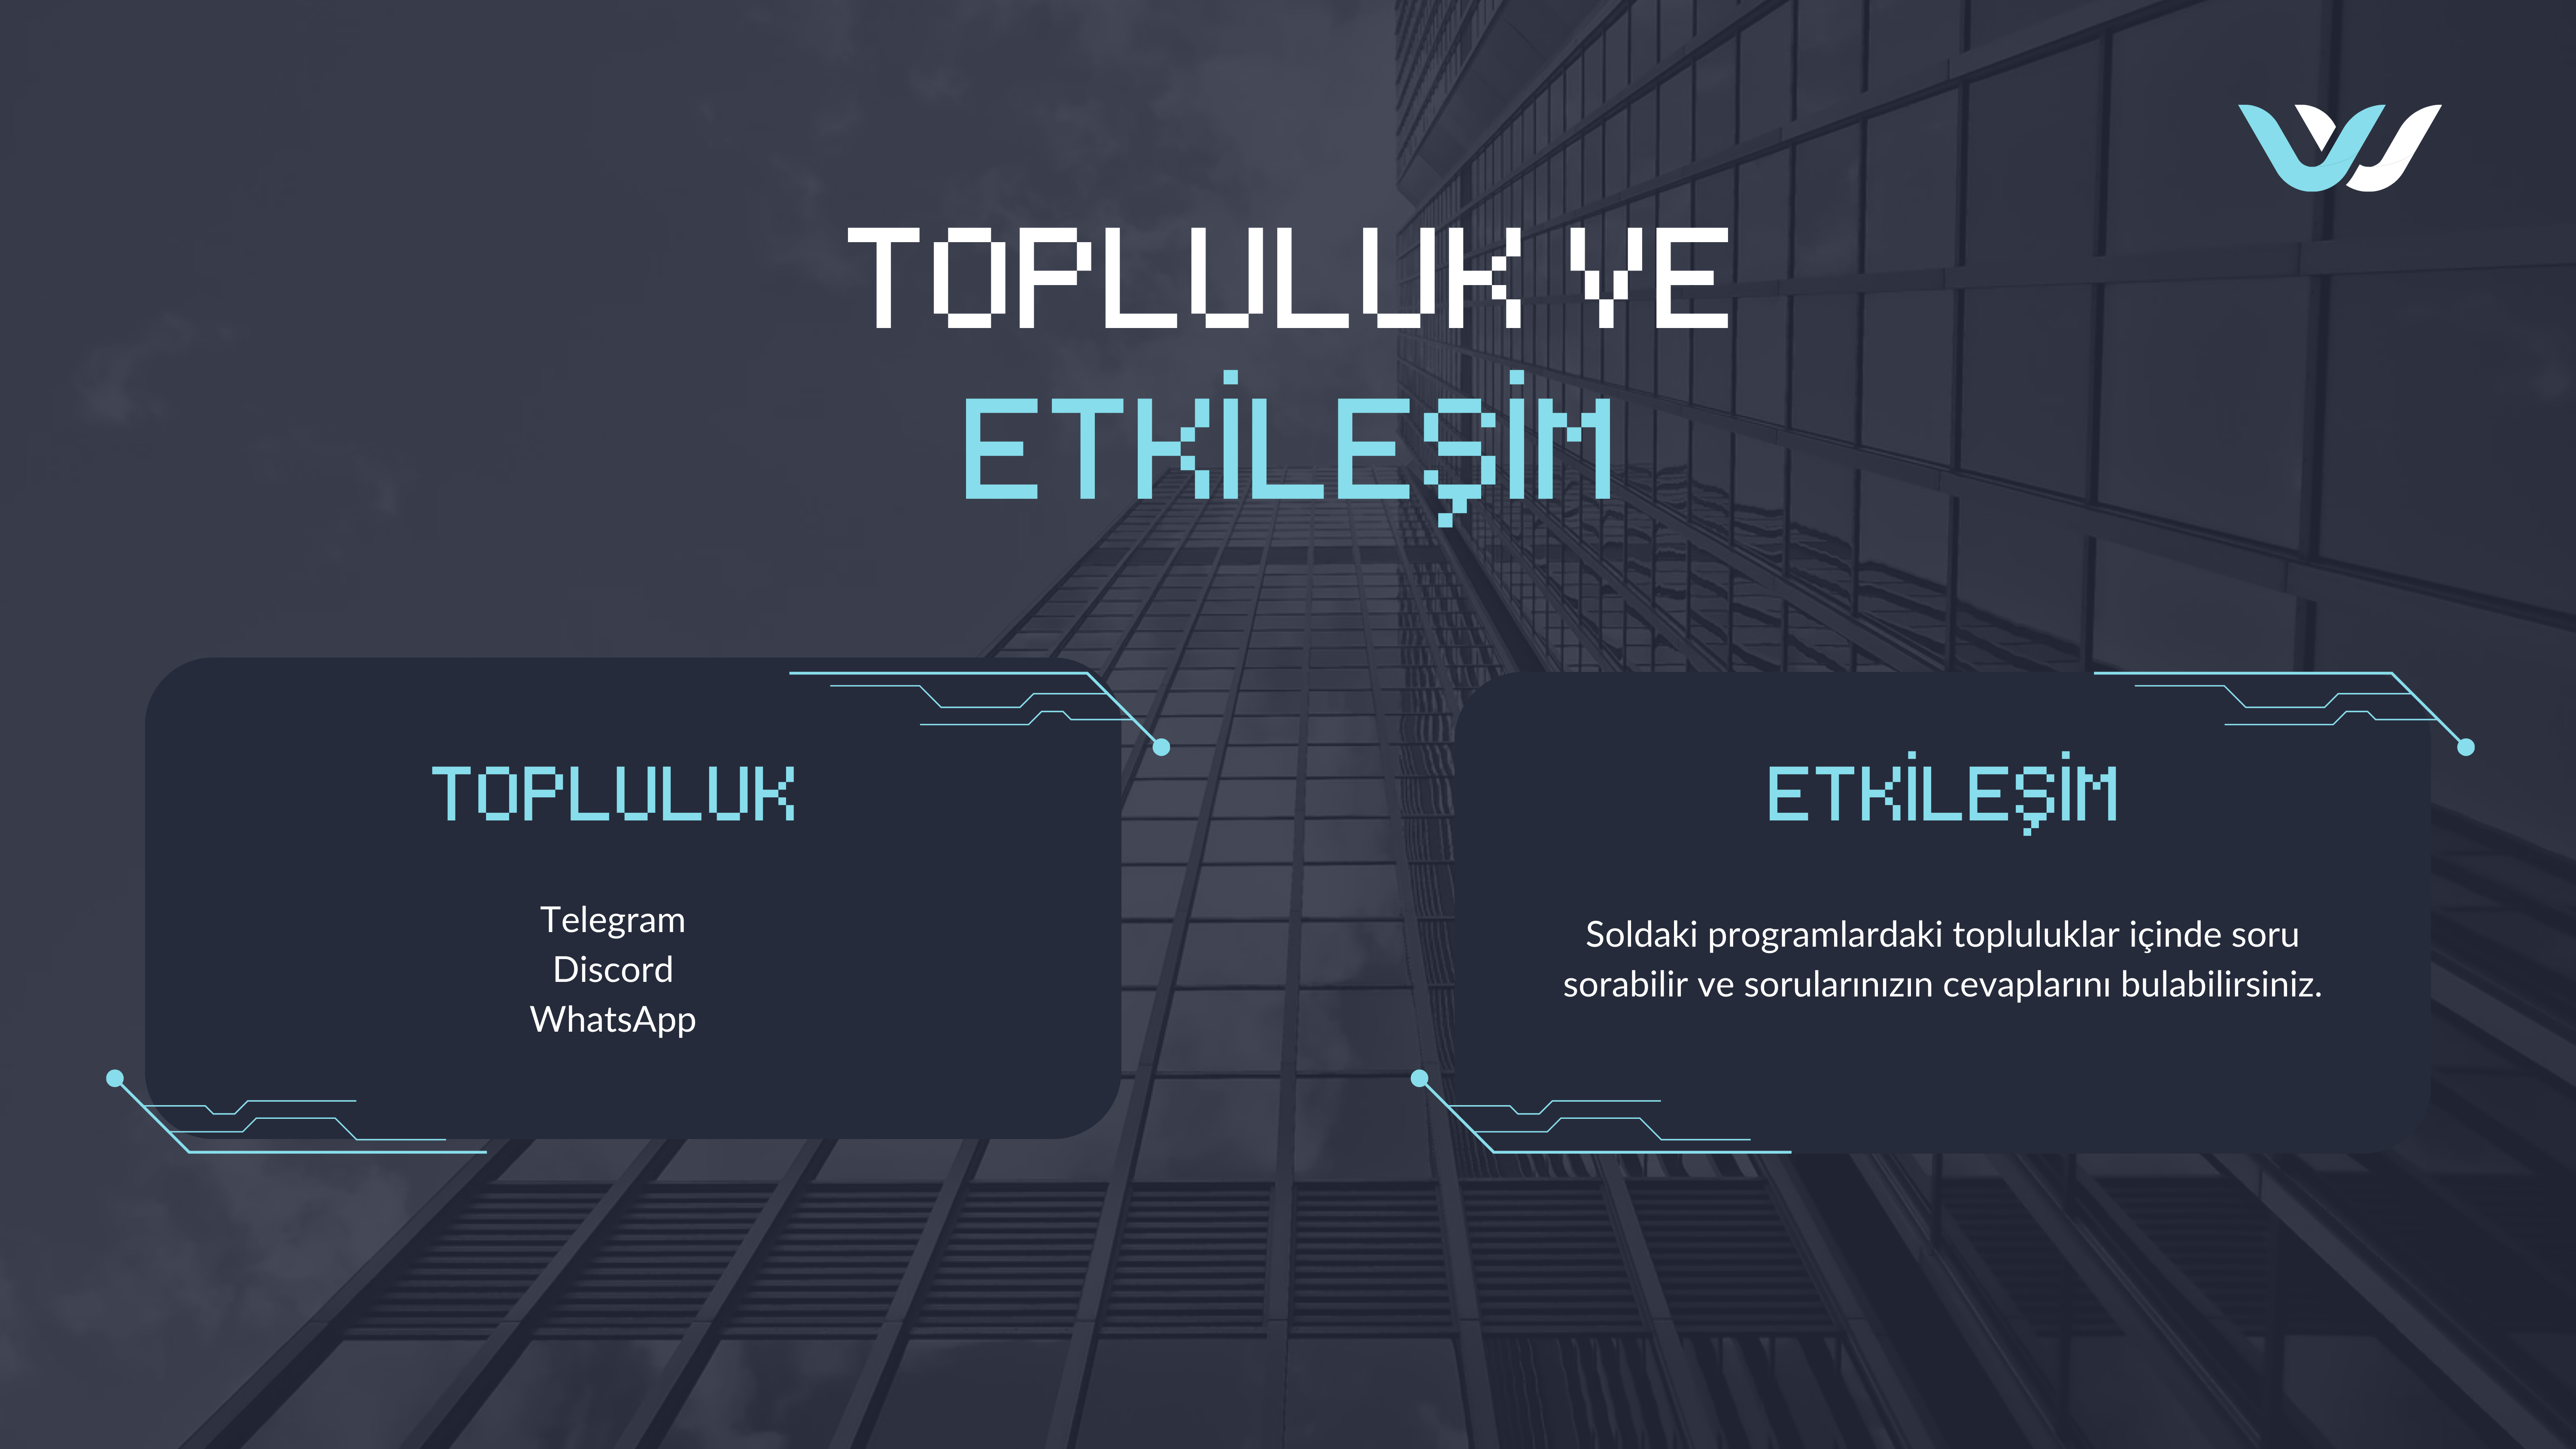 TOPLULUK VE
ETKİLEŞİM
TOPLULUK
Telegram
Discord
WhatsApp
ETKİLEŞİM
Soldaki programlardaki topluluklar içinde soru
sorabilir ve sorularınızın cevaplarını bulabilirsiniz.